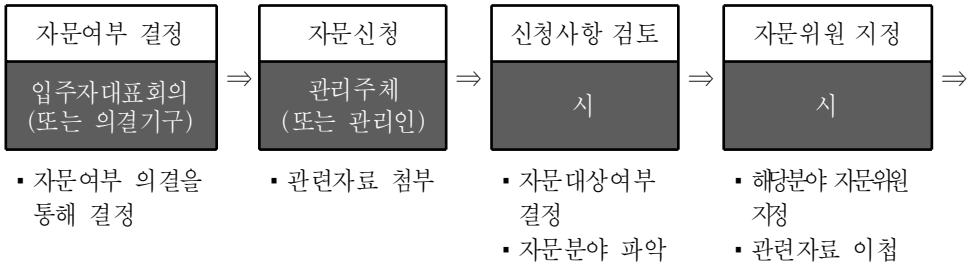 자문여부 결정
입주자대표회의
(또는 의결기구)
▪ 자문여부 의결을
통해 결정
⇒
자문신청
관리주체
(또는 관리인)
▪ 관련자료 첨부
⇒
신청사항 검토
시
▪ 자문대상여부
결정
▪ 자문분야 파악
⇒
자문위원 지정
시
▪ 해당분야 자문위원
지정
▪ 관련자료 이첩
⇒